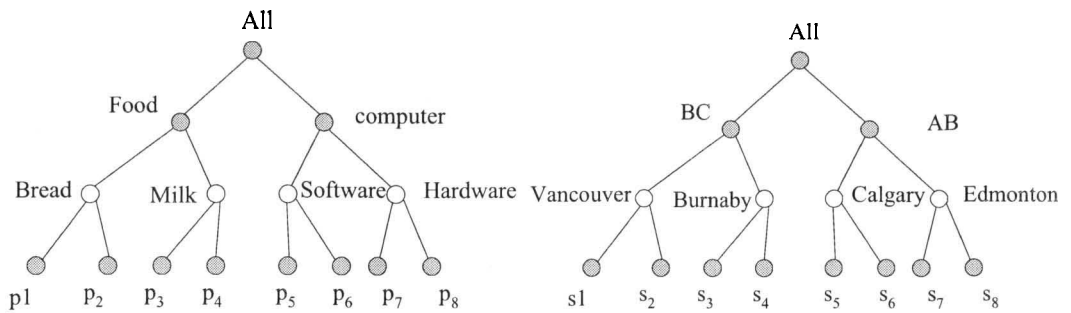 All
Food
computer
Bread
Milk
Software
Hardware
p1 p₂ p₃ p₄ p₅ p₆ p₇ p₈
All
BC
AB
Vancouver
Burnaby
Calgary
Edmonton
s1 s₂ s₃ s₄ s₅ s₆ s₇ s₈